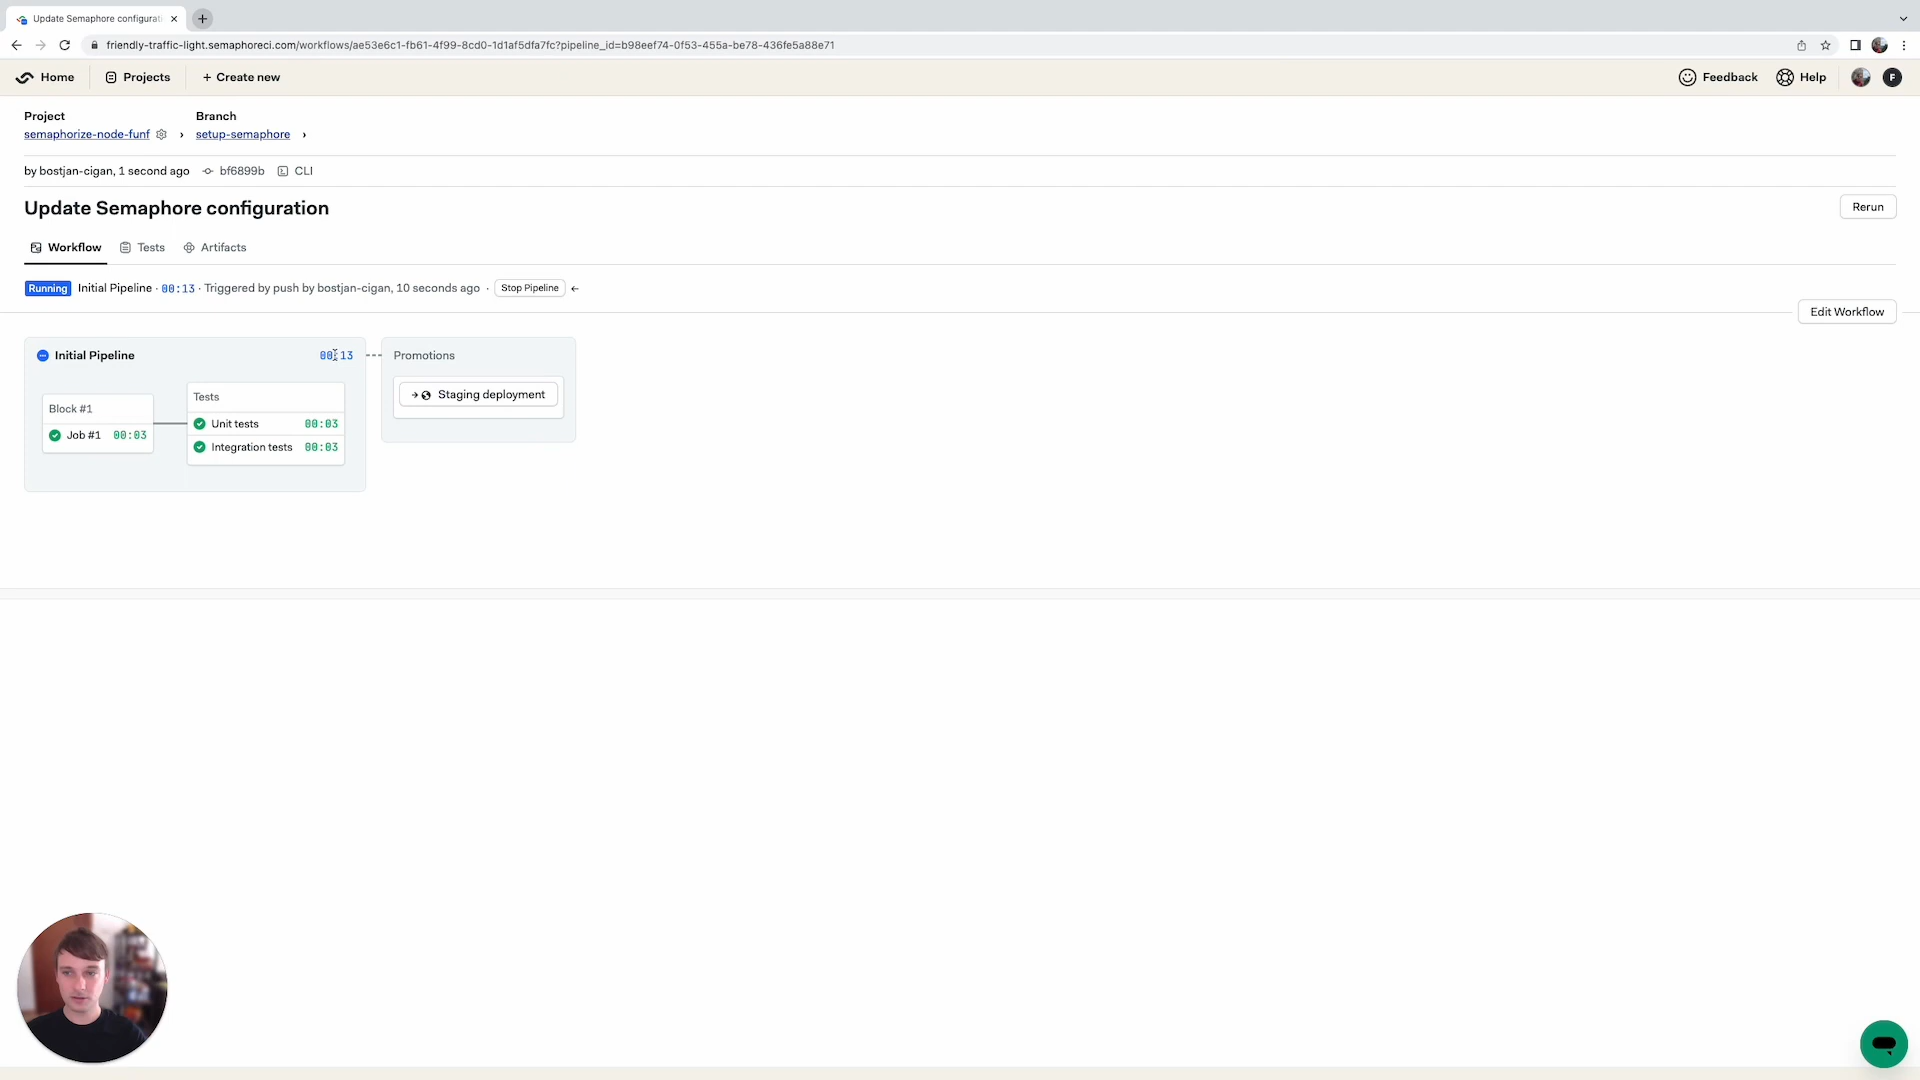 Update Semaphore configurati
friendly-traffic-light.semaphoreci.com/workflows/ae53e6c1-fb61-4f99-8cd0-1d1af5dfa7fc?pipeline_id=b98eef74-0f53-455a-be78-436fe5a88e71
Home Projects + Create new Feedback Help F
Project Branch
semaphorize-node-funf › setup-semaphore ›
by bostjan-cigan, 1 second ago bf6899b CLI
Update Semaphore configuration Rerun
Workflow Tests Artifacts
Running Initial Pipeline · 00:13 · Triggered by push by bostjan-cigan, 10 seconds ago · Stop Pipeline ←
Edit Workflow
Initial Pipeline 00:13 Promotions
Tests
→ Staging deployment
Block #1
Unit tests 00:03
Job #1 00:03
Integration tests 00:03